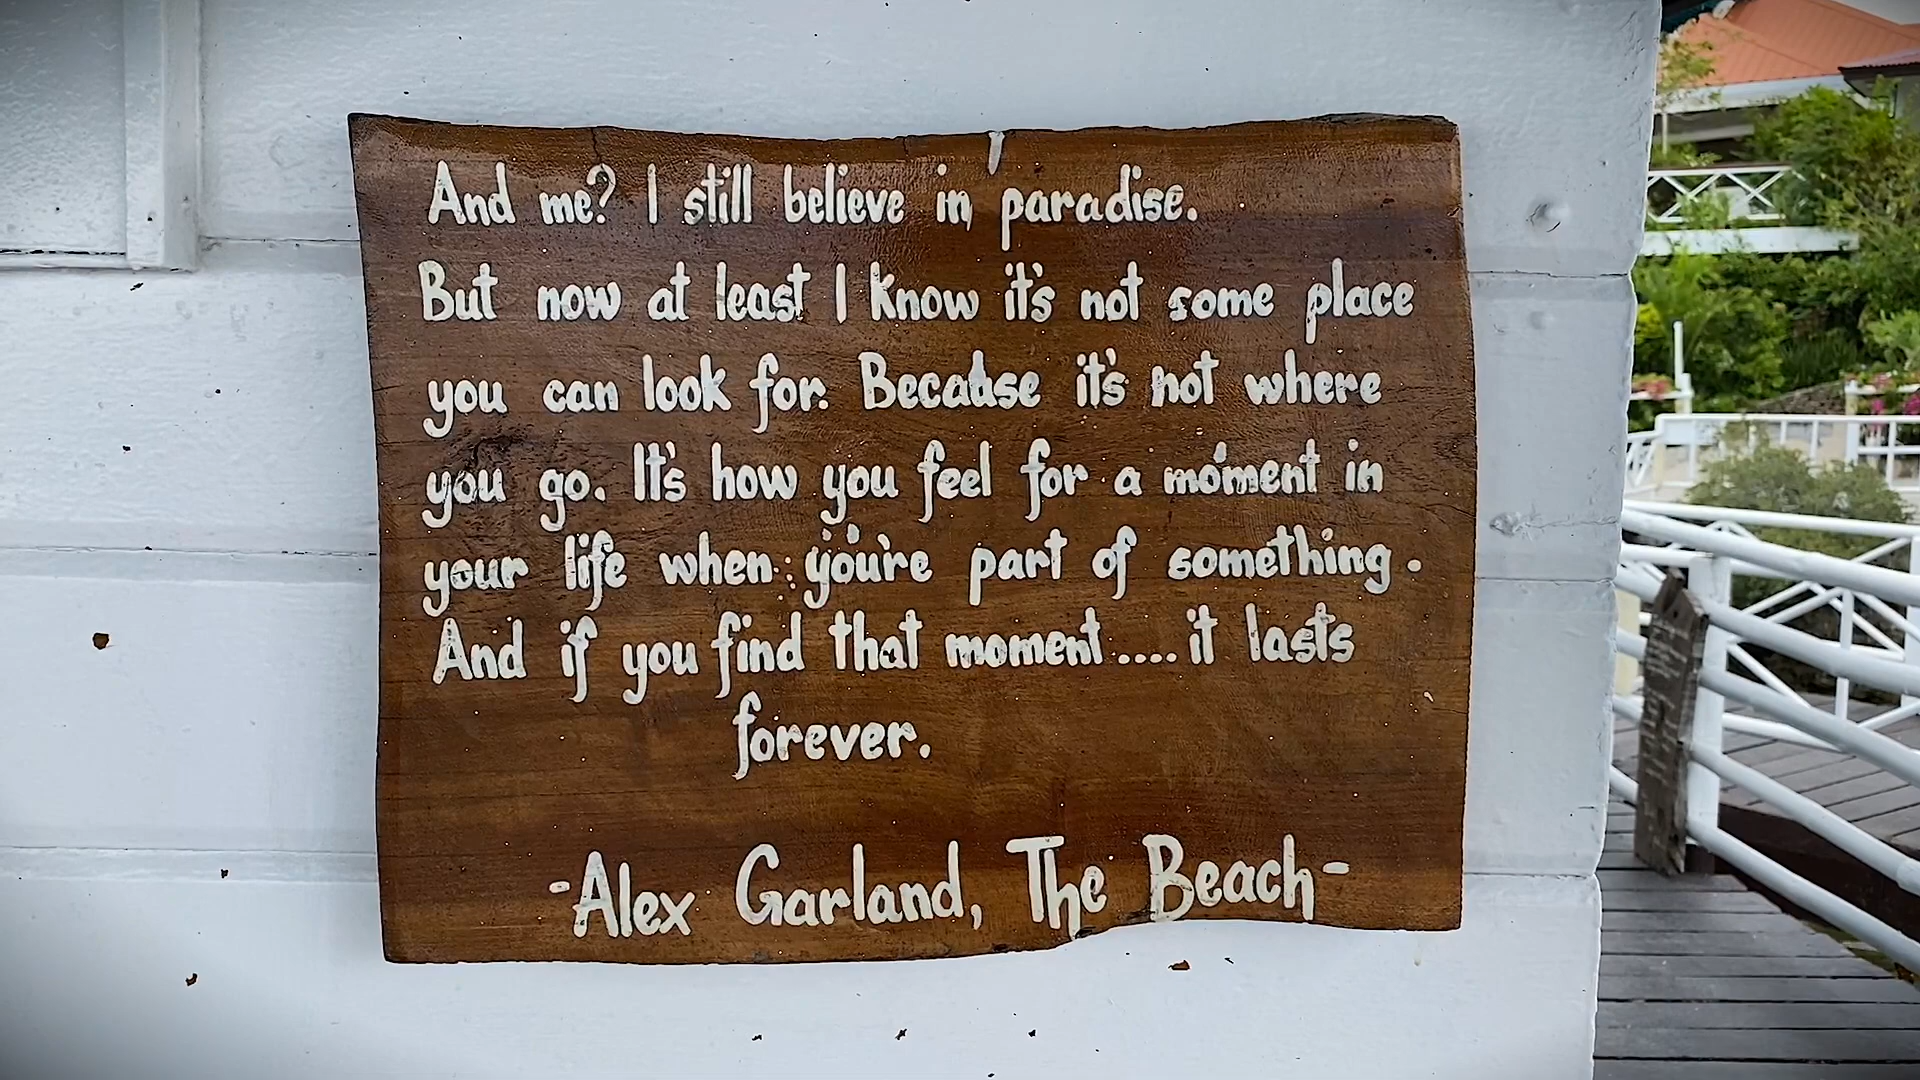 And me? I still believe in paradise.
But now at least I know it's not some place
you can look for. Because it's not where
you go. It's how you feel for a moment in
your life when you're part of something.
And if you find that moment.... it lasts
forever.
-Alex Garland, The Beach-